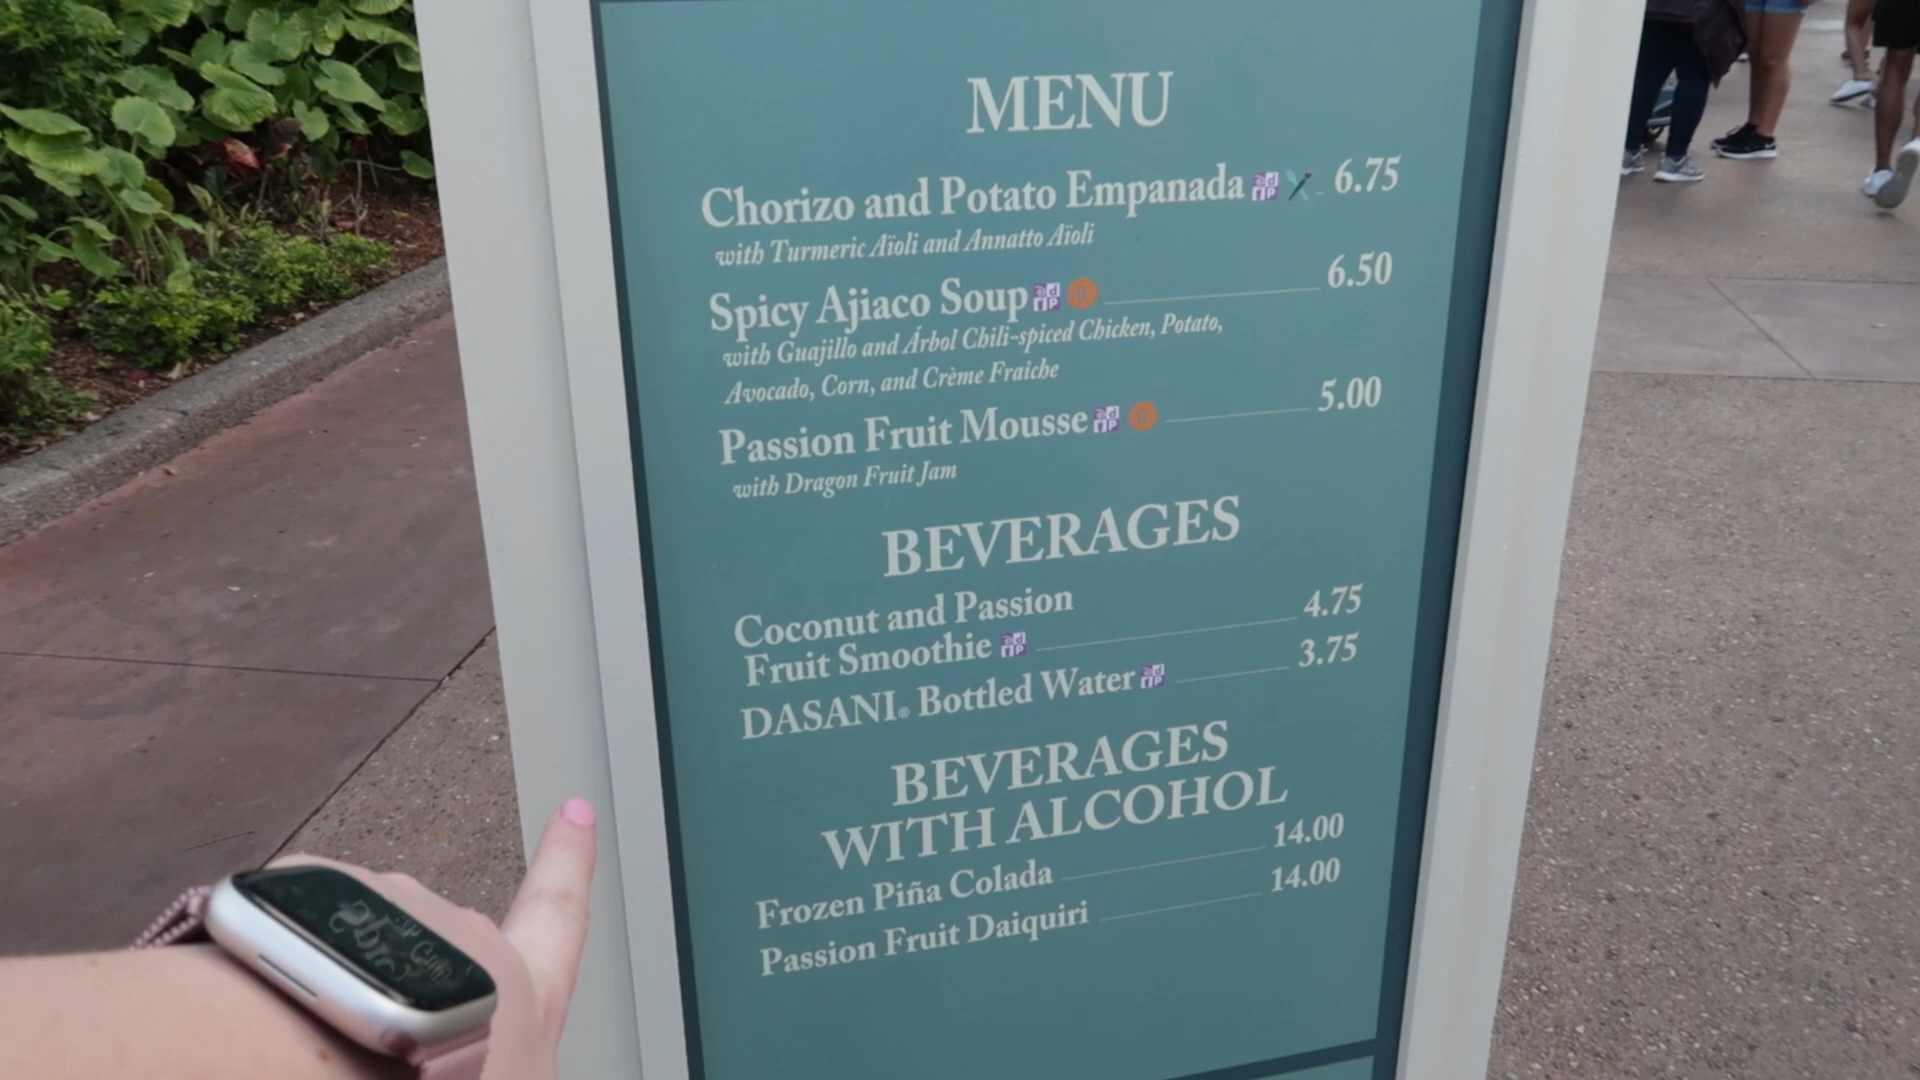 MENU
Chorizo and Potato Empanada 6.75
with Turmeric Aïoli and Annatto Aïoli
Spicy Ajiaco Soup 6.50
with Guajillo and Árbol Chili-spiced Chicken, Potato,
Avocado, Corn, and Crème Fraîche
Passion Fruit Mousse 5.00
with Dragon Fruit Jam
BEVERAGES
Coconut and Passion
Fruit Smoothie 4.75
DASANI® Bottled Water 3.75
BEVERAGES
WITH ALCOHOL
Frozen Piña Colada 14.00
Passion Fruit Daiquiri 14.00